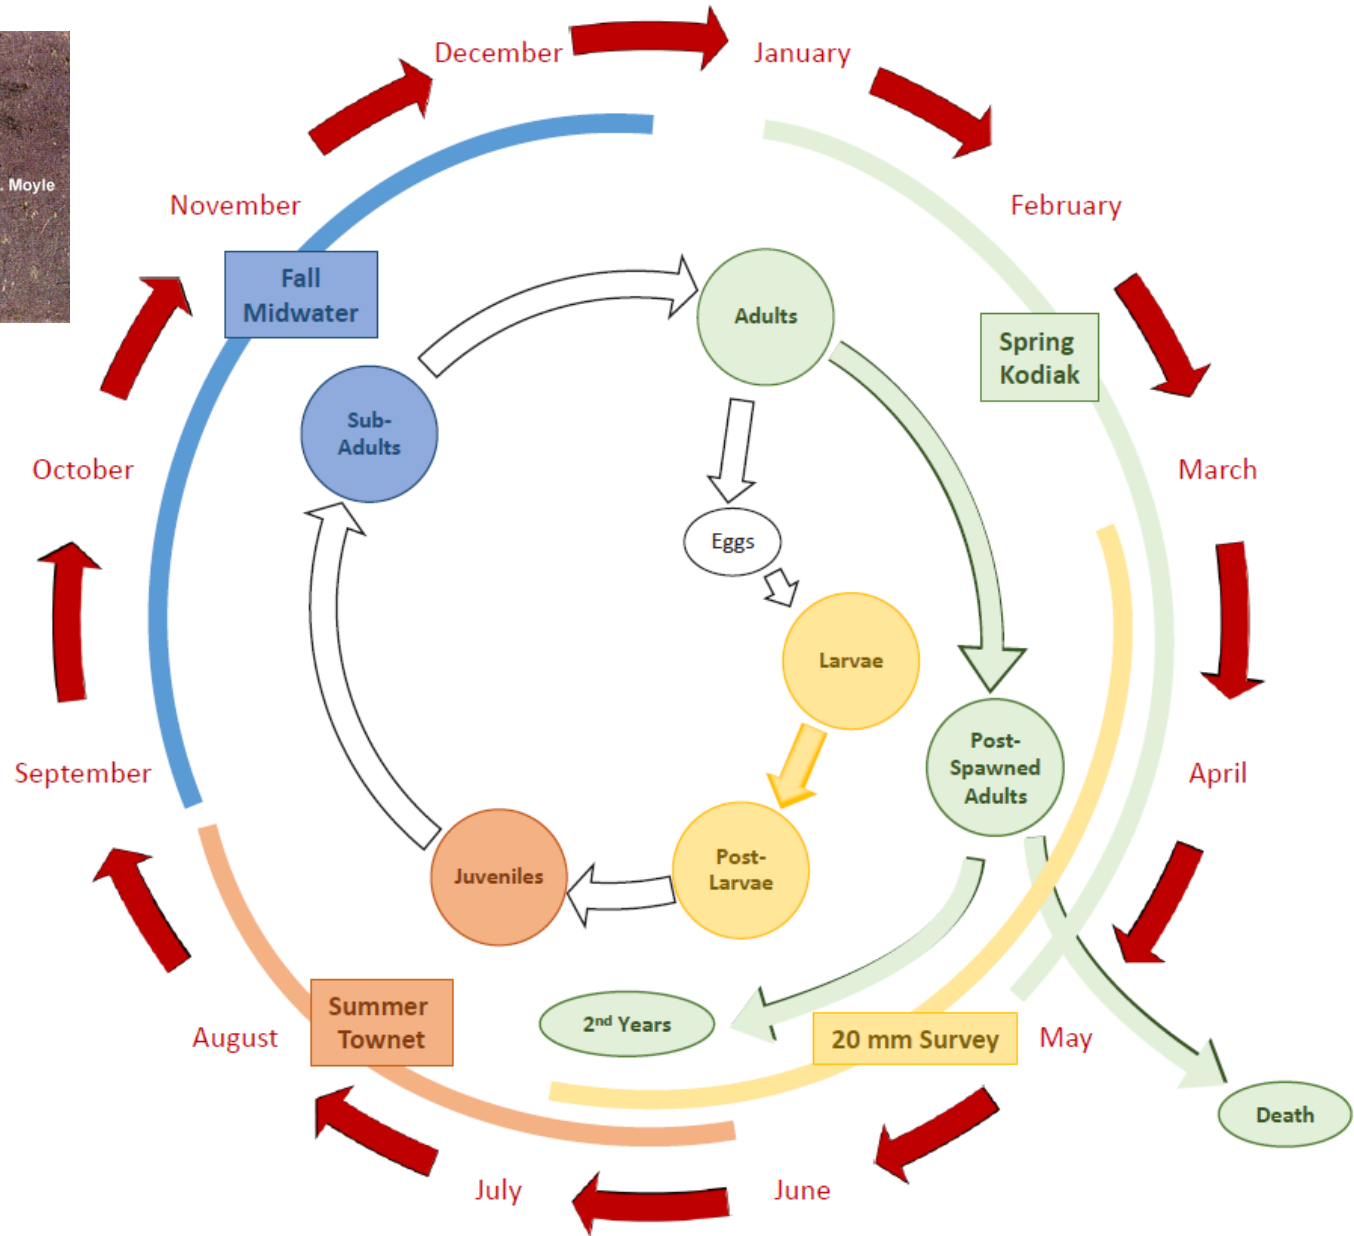 December
January
. Moyle
November
February
Fall
Midwater
Adults
Spring
Kodiak
Sub-
Adults
October
March
Eggs
Larvae
September
Post-
Spawned
Adults
April
Juveniles
Post-
Larvae
Summer
Townet
2nd Years
20 mm Survey
August
May
Death
July
June